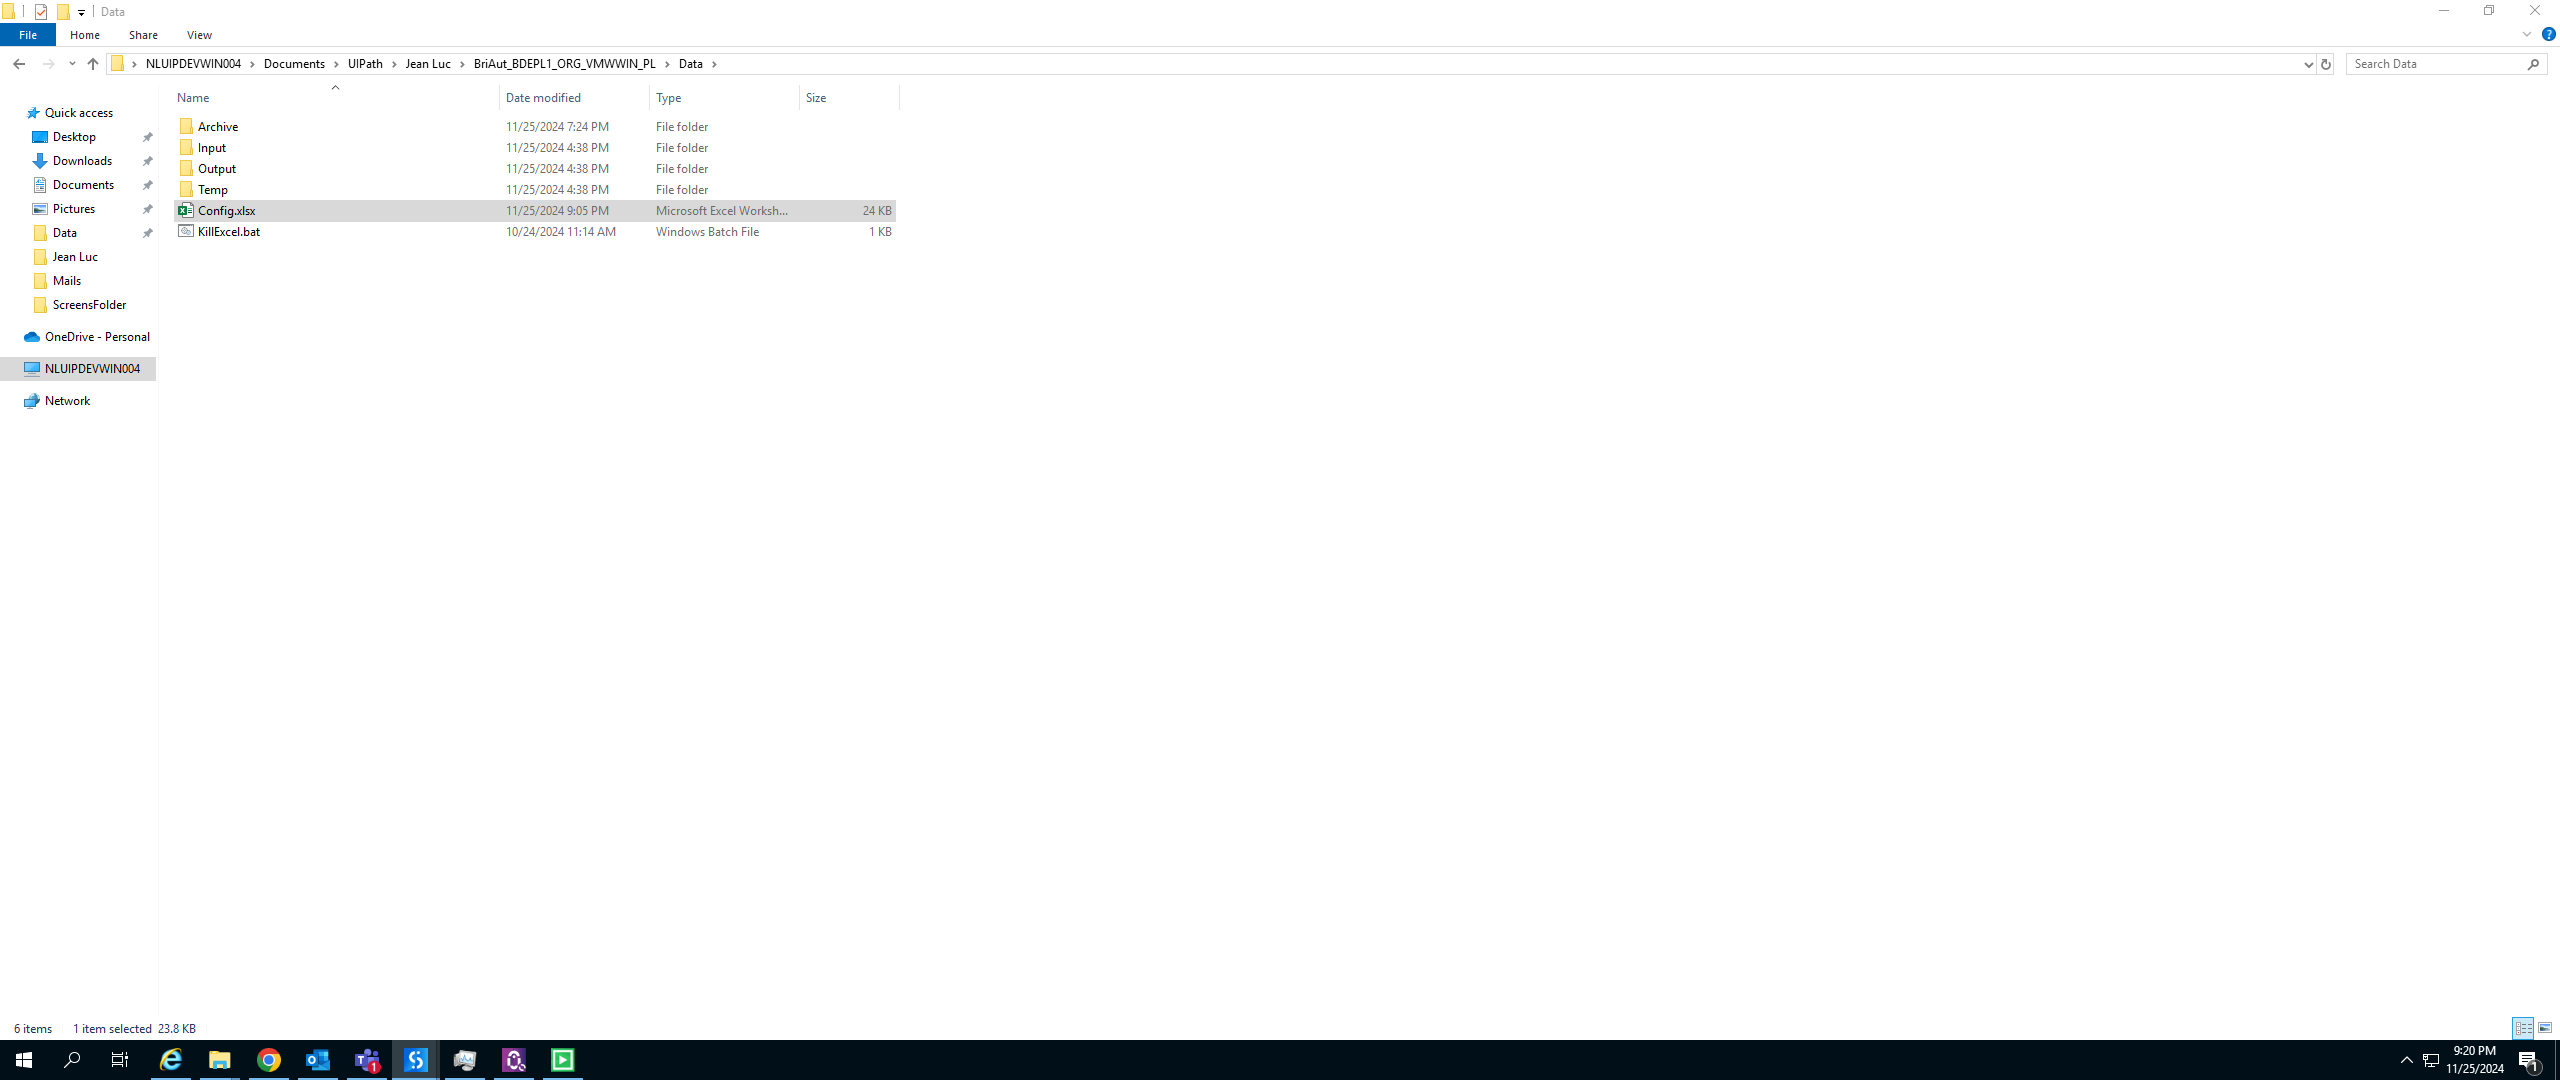 Data
File Home Share View
NLUIPDEVWIN004 Documents UIPath Jean Luc BriAut_BDEPL1_ORG_VMWWIN_PL Data
Search Data
Name Date modified Type Size
Quick access
Desktop
Downloads
Documents
Pictures
Data
Jean Luc
Mails
ScreensFolder
OneDrive - Personal
NLUIPDEVWIN004
Network
Archive 11/25/2024 7:24 PM File folder
Input 11/25/2024 4:38 PM File folder
Output 11/25/2024 4:38 PM File folder
Temp 11/25/2024 4:38 PM File folder
Config.xlsx 11/25/2024 9:05 PM Microsoft Excel Worksh... 24 KB
KillExcel.bat 10/24/2024 11:14 AM Windows Batch File 1 KB
6 items 1 item selected 23.8 KB
9:20 PM
11/25/2024
1
1